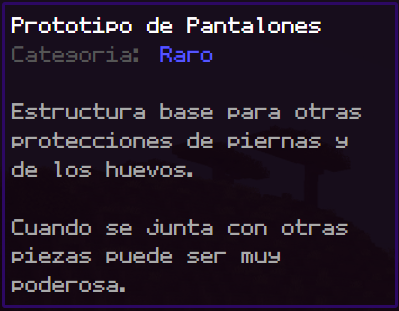 Prototipo de Pantalones
Categoria: Raro
Estructura base para otras
protecciones de piernas y
de los huevos.
Cuando se junta con otras
piezas puede ser muy
poderosa.